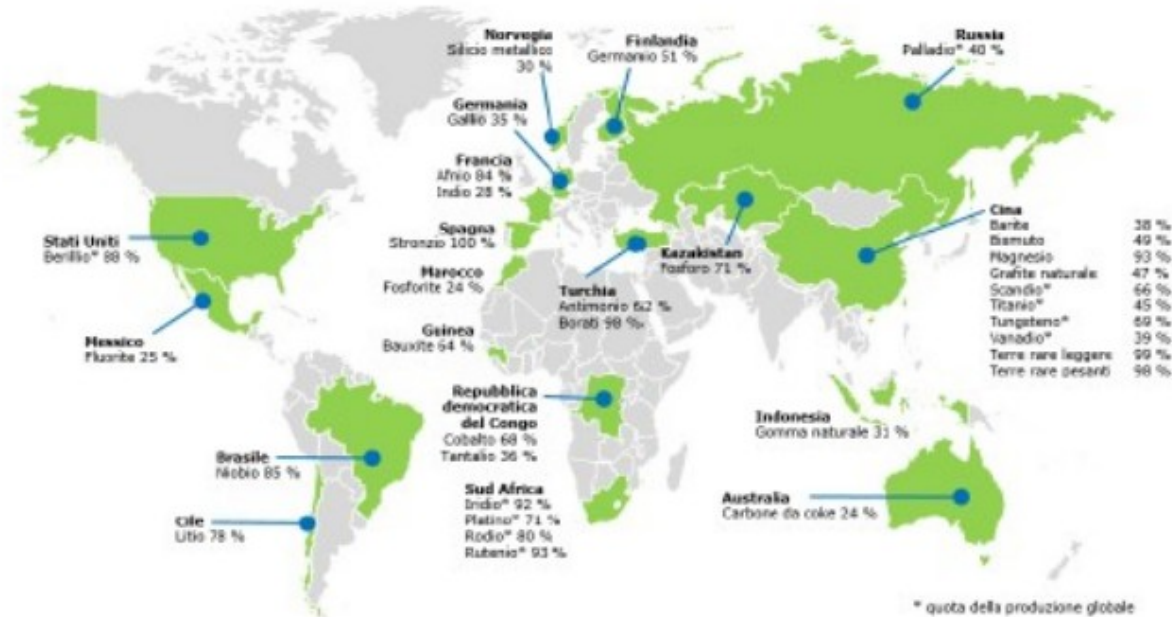 Norvegia
Silicio metallico
30 %
Finlandia
Germanio 51 %
Russia
Palladio* 40 %
Germania
Gallio 35 %
Francia
Afnio 84 %
Indio 28 %
Spagna
Stronzio 100 %
Marocco
Fosforite 24 %
Guinea
Bauxite 64 %
Stati Uniti
Berillio* 88 %
Messico
Fluorite 25 %
Turchia
Antimonio 62 %
Borati 98 %
Kazakistan
Fosforo 71 %
Cina
Barite 38 %
Bismuto 49 %
Magnesio 93 %
Grafite naturale 47 %
Scandio* 66 %
Titanio* 45 %
Tungsteno* 69 %
Vanadio* 39 %
Terre rare leggere 99 %
Terre rare pesanti 98 %
Repubblica
democratica
del Congo
Cobalto 68 %
Tantalio 36 %
Indonesia
Gomma naturale 31 %
Brasile
Niobio 85 %
Cile
Litio 78 %
Sud Africa
Iridio* 92 %
Platino* 71 %
Rodio* 80 %
Rutenio* 93 %
Australia
Carbone da coke 24 %
* quota della produzione globale